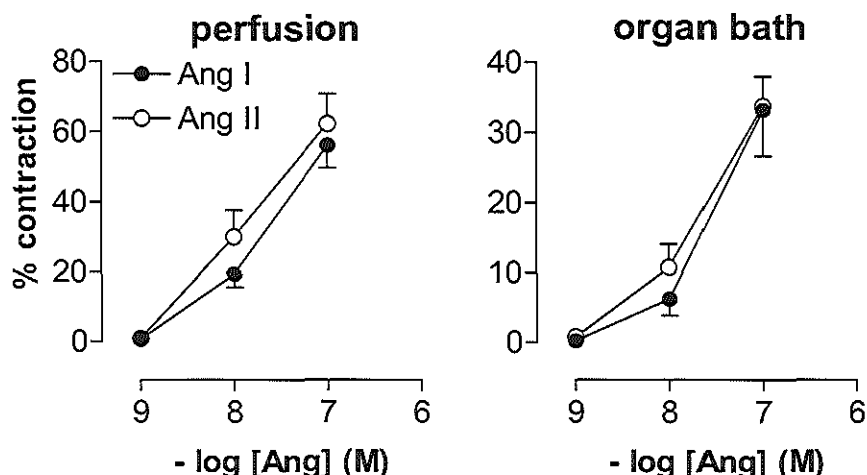 perfusion
80
60
40
20
0
% contraction
Ang I
Ang II
9 8 7 6
- log [Ang] (M)
organ bath
40
30
20
10
0
9 8 7 6
- log [Ang] (M)